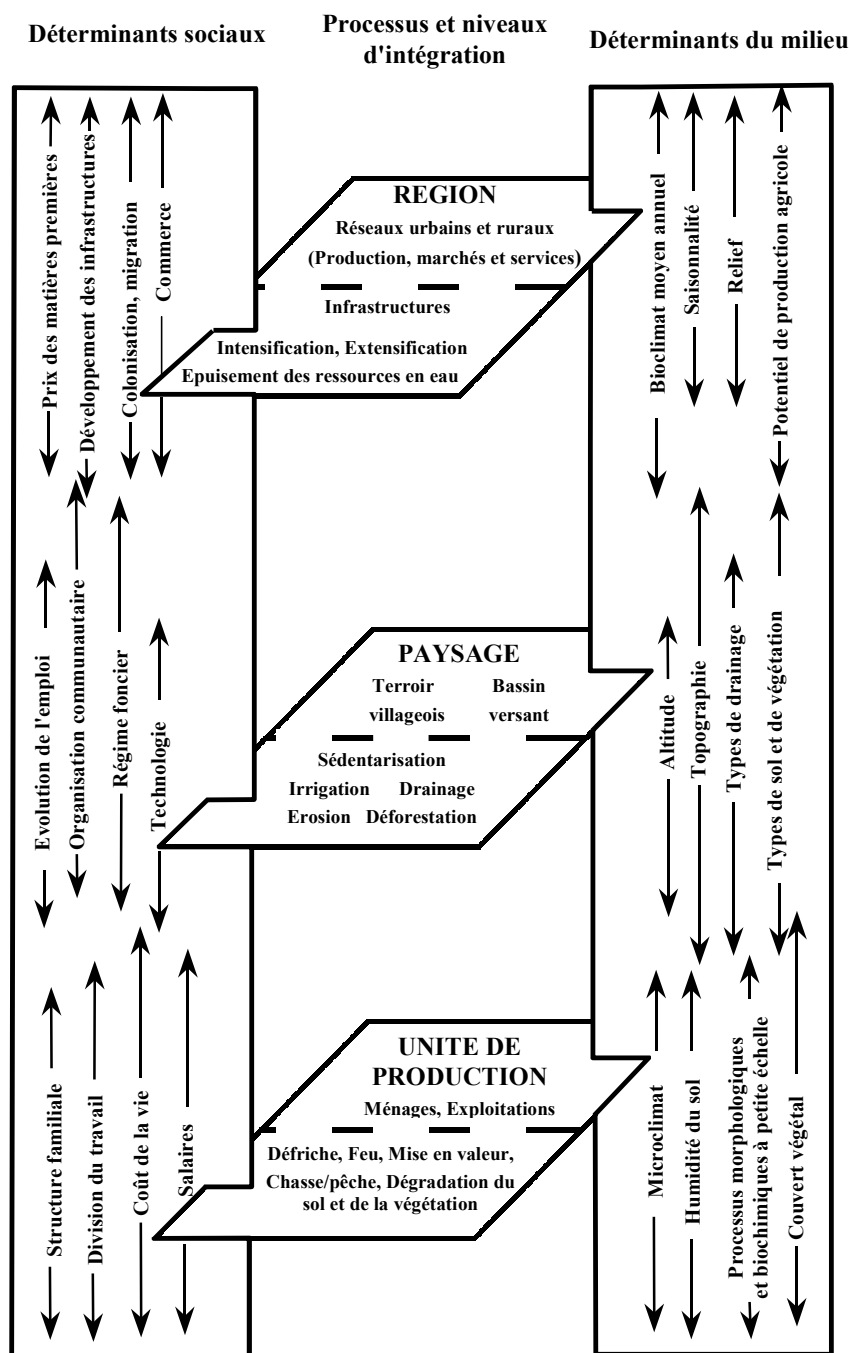 Déterminants sociaux
Processus et niveaux
d'intégration
Déterminants du milieu
Prix des matières premières
Développement des infrastructures
Colonisation, migration
Commerce
REGION
Réseaux urbains et ruraux
(Production, marchés et services)
Infrastructures
Intensification, Extensification
Epuisement des ressources en eau
Bioclimat moyen annuel
Saisonnalité
Relief
Potentiel de production agricole
Evolution de l'emploi
Organisation communautaire
Régime foncier
Technologie
PAYSAGE
Terroir
villageois
Bassin
versant
Sédentarisation
Irrigation Drainage
Erosion Déforestation
Altitude
Topographie
Types de drainage
Types de sol et de végétation
Structure familiale
Division du travail
Coût de la vie
Salaires
UNITE DE
PRODUCTION
Ménages, Exploitations
Défriche, Feu, Mise en valeur,
Chasse/pêche, Dégradation du
sol et de la végétation
Microclimat
Humidité du sol
Processus morphologiques
et biochimiques à petite échelle
Couvert végétal